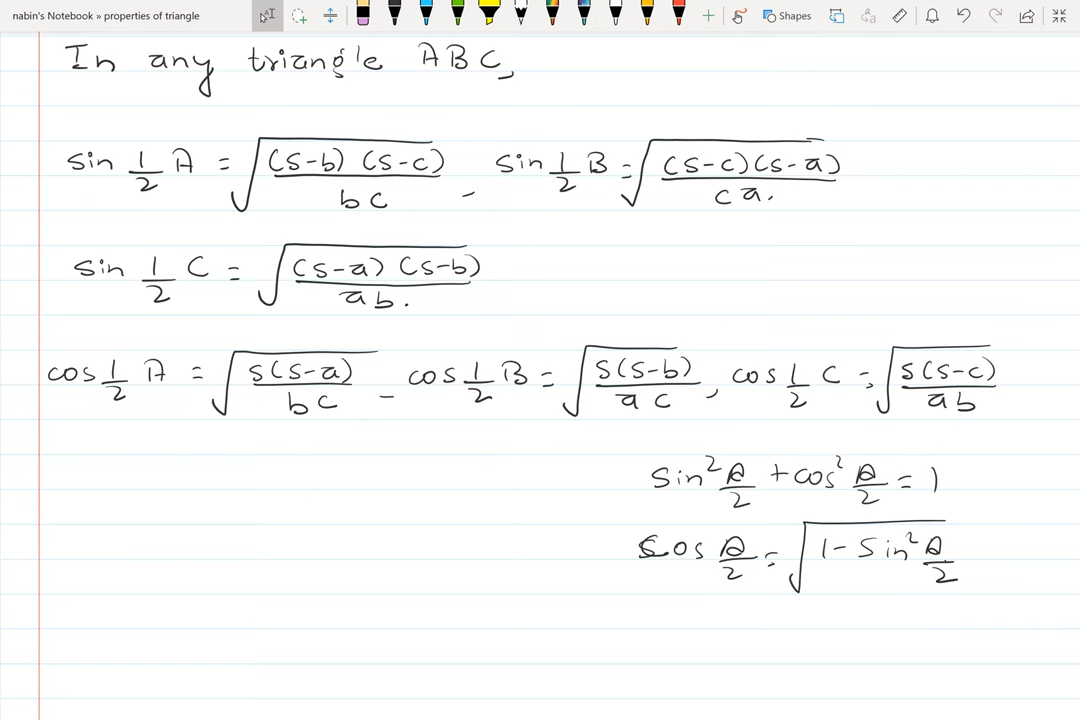 nabin's Notebook » properties of triangle
Shapes
In any triangle ABC,
sin 1/2 A = √((s-b)(s-c)/bc) - sin 1/2 B = √((s-c)(s-a)/ca.)
sin 1/2 C = √((s-a)(s-b)/ab.)
cos 1/2 A = √(s(s-a)/bc) - cos 1/2 B = √(s(s-b)/ac), cos 1/2 C = √(s(s-c)/ab)
sin² A/2 + cos² A/2 = 1
cos A/2 = √(1 - sin² A/2)